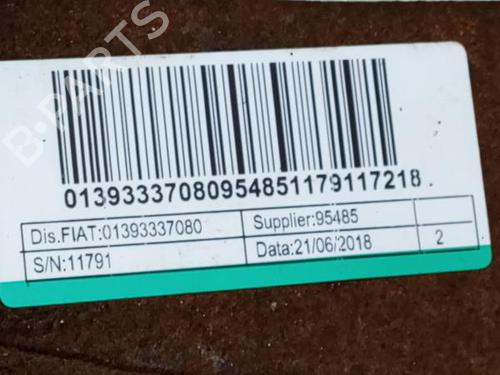 B-PARTS
01393337080954851179117218
Dis.FIAT:01393337080 Supplier:95485
S/N:11791 Data:21/06/2018 2